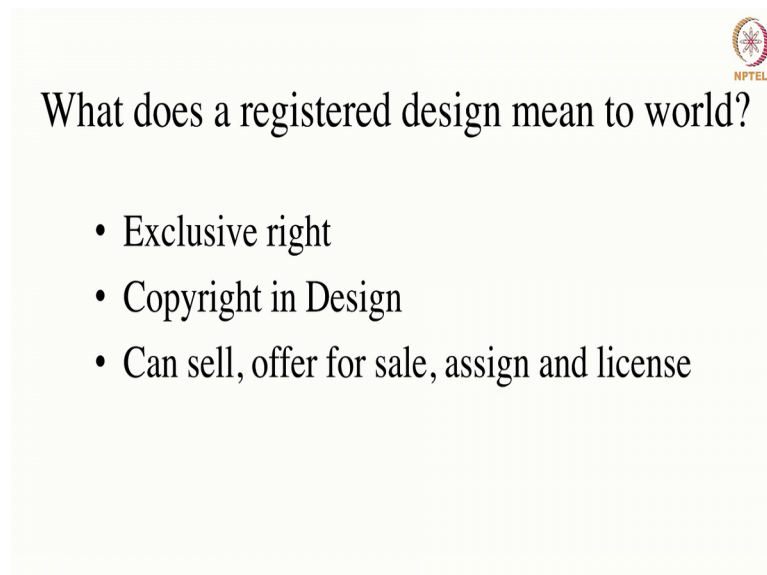 NPTEL
What does a registered design mean to world?
• Exclusive right
• Copyright in Design
• Can sell, offer for sale, assign and license